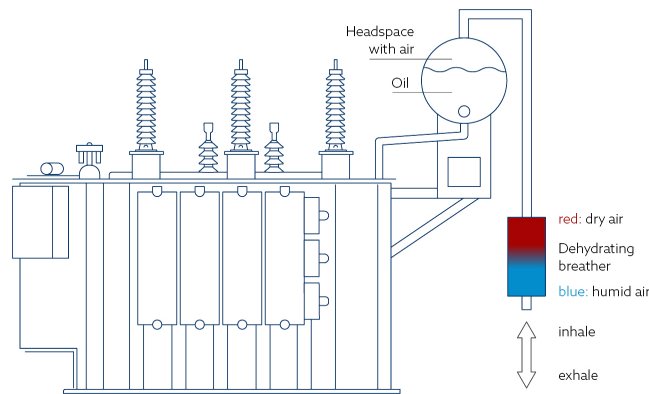 Headspace
with air
Oil
red: dry air
Dehydrating
breather
blue: humid air
inhale
exhale